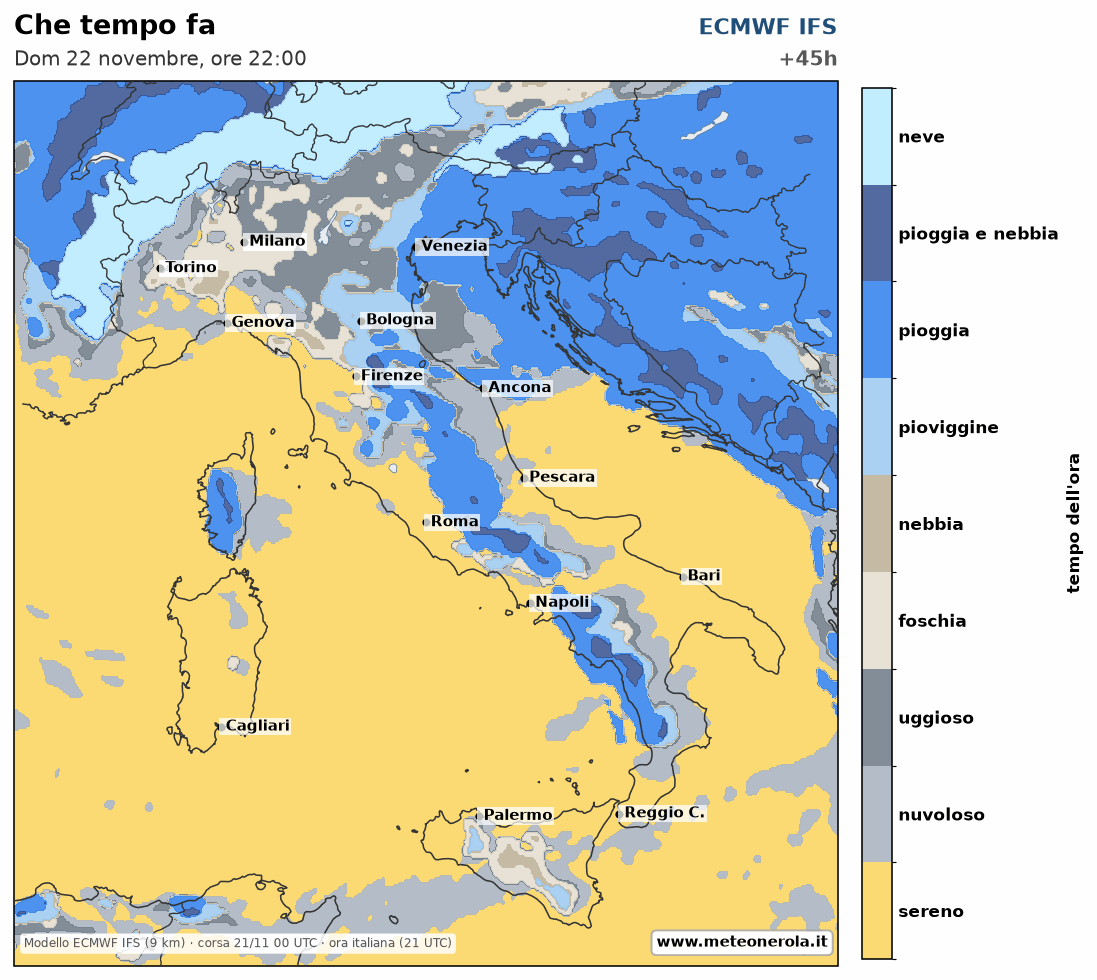 Che tempo fa
ECMWF IFS
Dom 22 novembre, ore 22:00
+45h
neve
pioggia e nebbia
pioggia
pioviggine
nebbia
foschia
uggioso
nuvoloso
sereno
tempo dell'ora
Milano
Venezia
Torino
Genova
Bologna
Firenze
Ancona
Pescara
Roma
Bari
Napoli
Cagliari
Palermo
Reggio C.
Modello ECMWF IFS (9 km) · corsa 21/11 00 UTC · ora italiana (21 UTC)
www.meteonerola.it